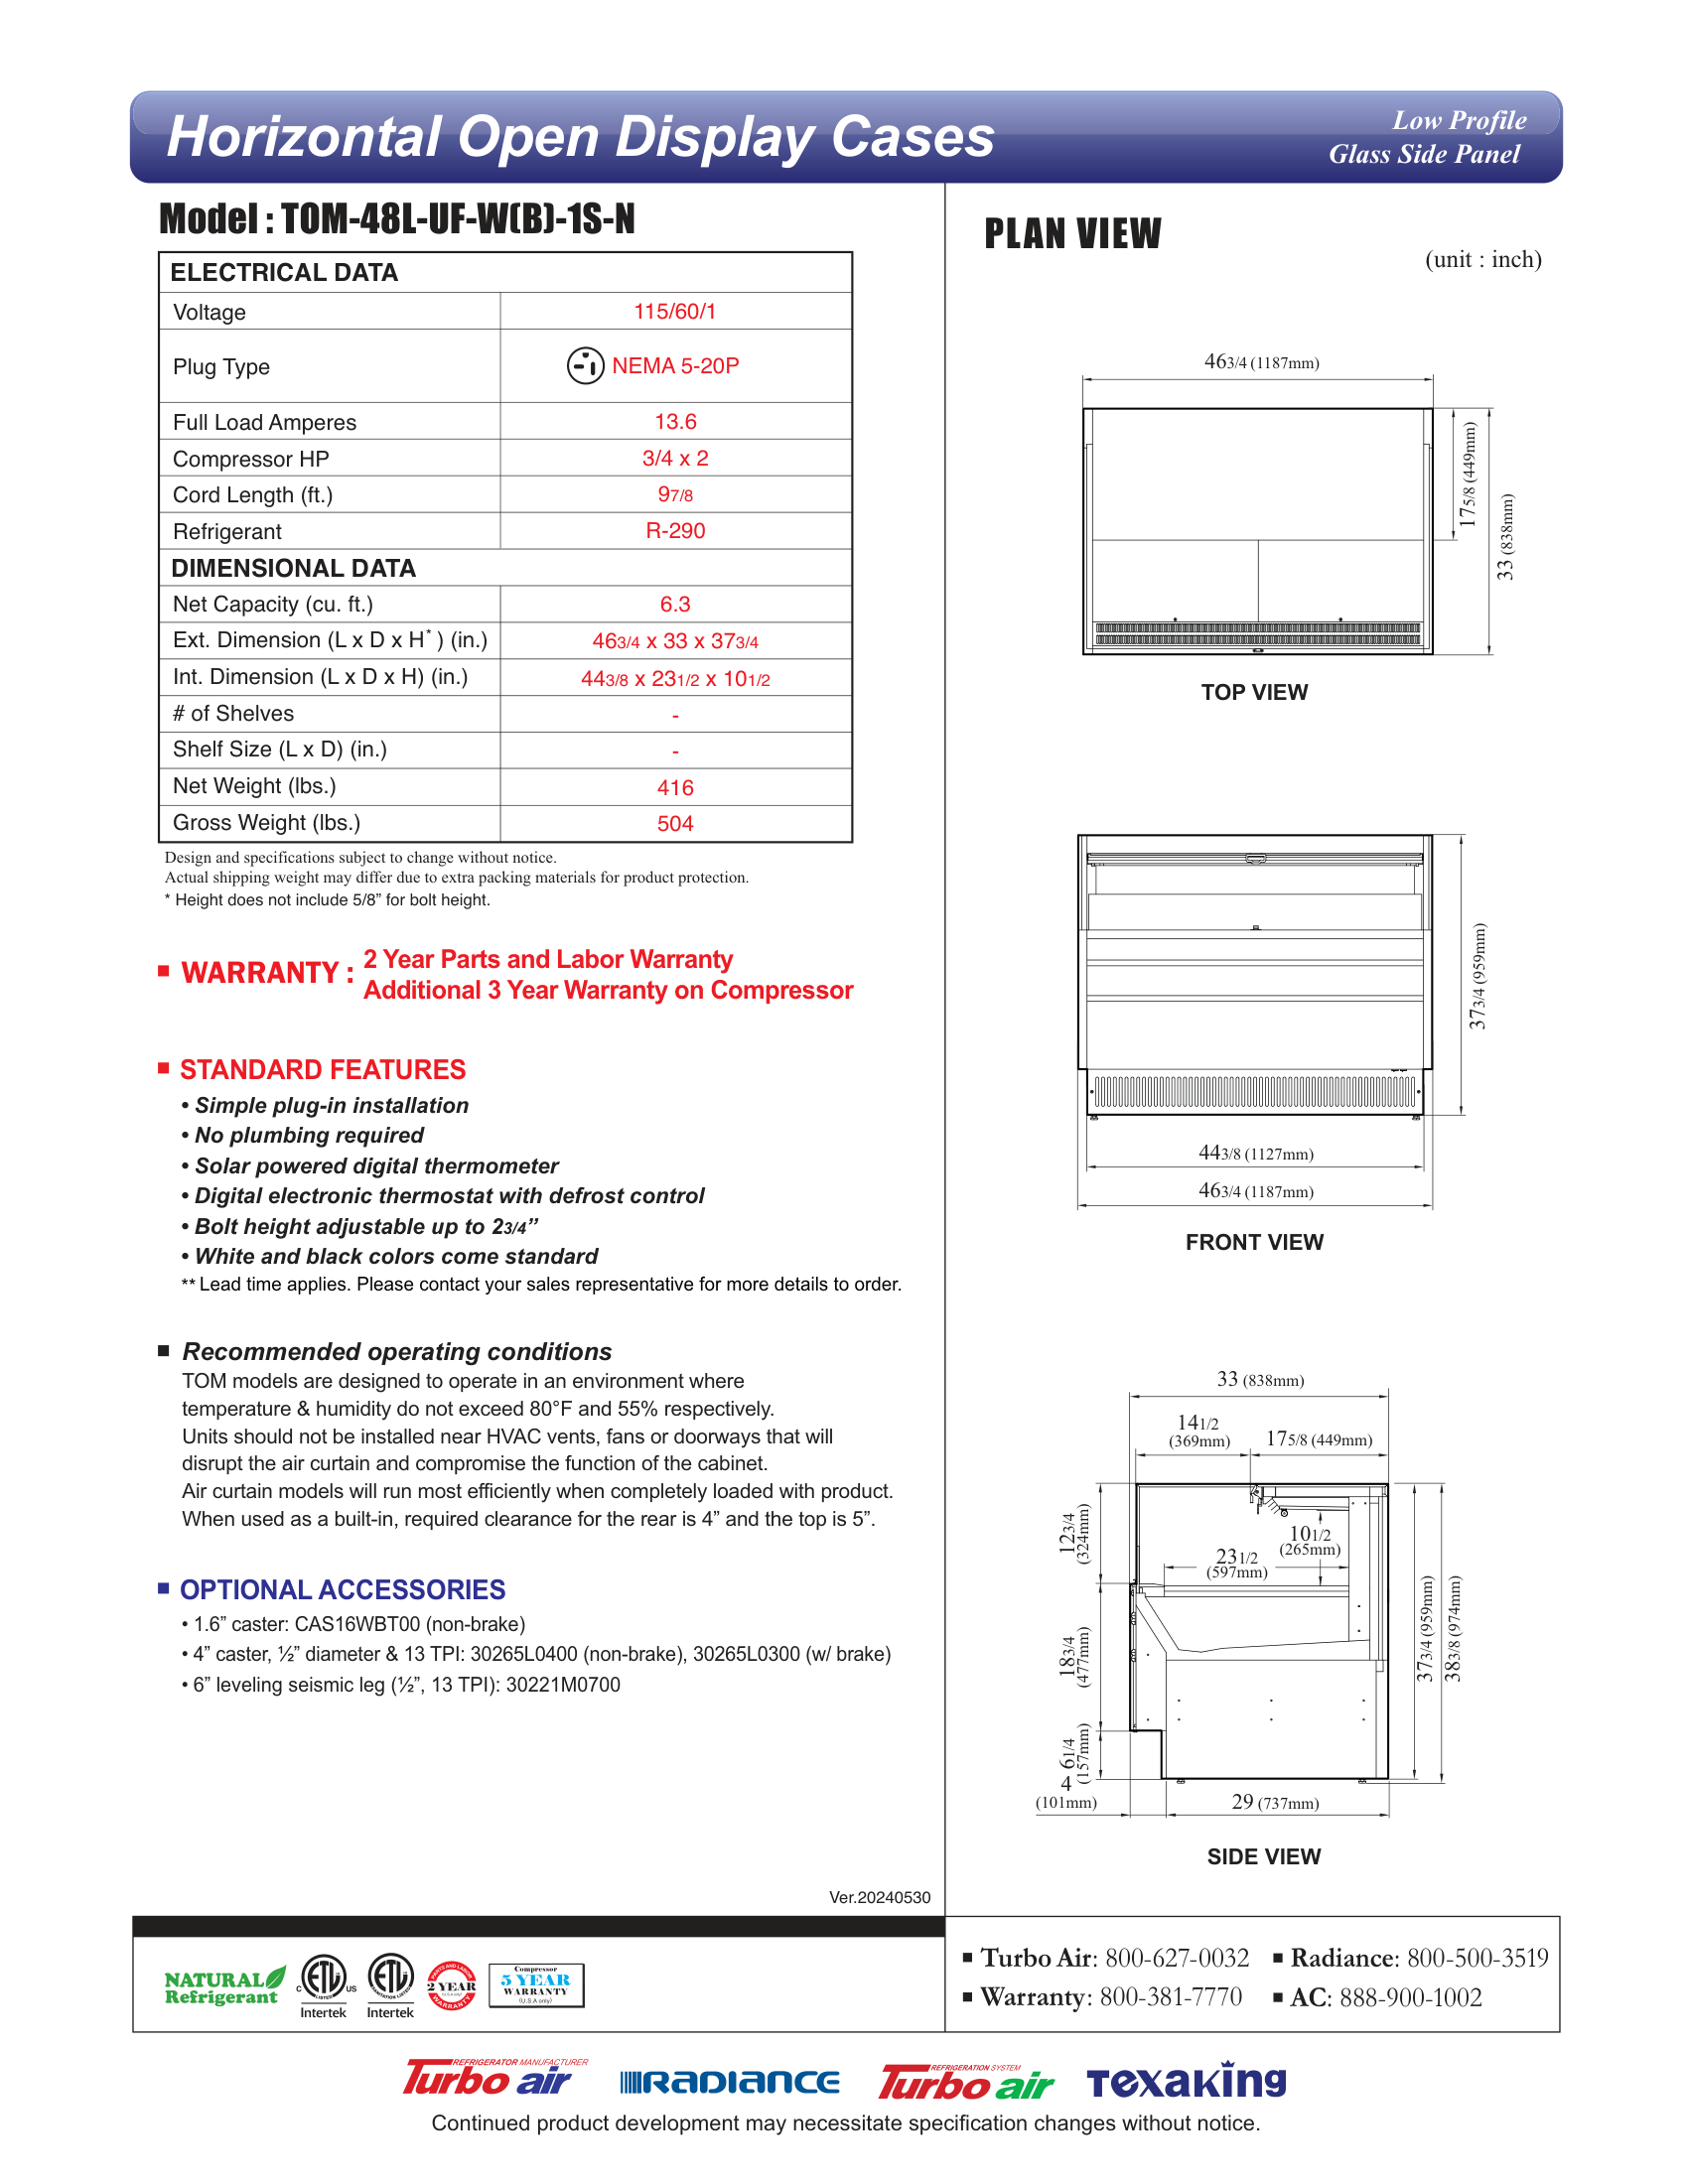 Horizontal Open Display Cases
Low Profile
Glass Side Panel
Model : TOM-48L-UF-W(B)-1S-N
ELECTRICAL DATA
Voltage 115/60/1
Plug Type NEMA 5-20P
Full Load Amperes 13.6
Compressor HP 3/4 x 2
Cord Length (ft.) 9 7/8
Refrigerant R-290
DIMENSIONAL DATA
Net Capacity (cu. ft.) 6.3
Ext. Dimension (L x D x H*) (in.) 46 3/4 x 33 x 37 3/4
Int. Dimension (L x D x H) (in.) 44 3/8 x 23 1/2 x 10 1/2
# of Shelves -
Shelf Size (L x D) (in.) -
Net Weight (lbs.) 416
Gross Weight (lbs.) 504
Design and specifications subject to change without notice.
Actual shipping weight may differ due to extra packing materials for product protection.
* Height does not include 5/8” for bolt height.
■ WARRANTY : 2 Year Parts and Labor Warranty
Additional 3 Year Warranty on Compressor
■ STANDARD FEATURES
• Simple plug-in installation
• No plumbing required
• Solar powered digital thermometer
• Digital electronic thermostat with defrost control
• Bolt height adjustable up to 2 3/4”
• White and black colors come standard
** Lead time applies. Please contact your sales representative for more details to order.
■ Recommended operating conditions
TOM models are designed to operate in an environment where
temperature & humidity do not exceed 80°F and 55% respectively.
Units should not be installed near HVAC vents, fans or doorways that will
disrupt the air curtain and compromise the function of the cabinet.
Air curtain models will run most efficiently when completely loaded with product.
When used as a built-in, required clearance for the rear is 4” and the top is 5”.
■ OPTIONAL ACCESSORIES
• 1.6” caster: CAS16WBT00 (non-brake)
• 4” caster, ½” diameter & 13 TPI: 30265L0400 (non-brake), 30265L0300 (w/ brake)
• 6” leveling seismic leg (½”, 13 TPI): 30221M0700
Ver.20240530
PLAN VIEW
(unit : inch)
46 3/4 (1187mm)
17 5/8 (449mm)
33 (838mm)
TOP VIEW
37 3/4 (959mm)
44 3/8 (1127mm)
46 3/4 (1187mm)
FRONT VIEW
33 (838mm)
14 1/2
(369mm)
17 5/8 (449mm)
12 3/4
(324mm)
10 1/2
(265mm)
23 1/2
(597mm)
18 3/4
(477mm)
37 3/4 (959mm)
38 3/8 (974mm)
6 1/4
(157mm)
4
(101mm)
29 (737mm)
SIDE VIEW
NATURAL
Refrigerant
C ETL US
LISTED
Intertek
ETL
SANITATION LISTED
Intertek
PARTS AND LABOR
2 YEAR
WARRANTY
Compressor
5 YEAR
WARRANTY
(U.S.A only)
■ Turbo Air: 800-627-0032 ■ Radiance: 800-500-3519
■ Warranty: 800-381-7770 ■ AC: 888-900-1002
REFRIGERATOR MANUFACTURER
Turbo air
RADIANCE
REFRIGERATION SYSTEM
Turbo air
Texaking
Continued product development may necessitate specification changes without notice.